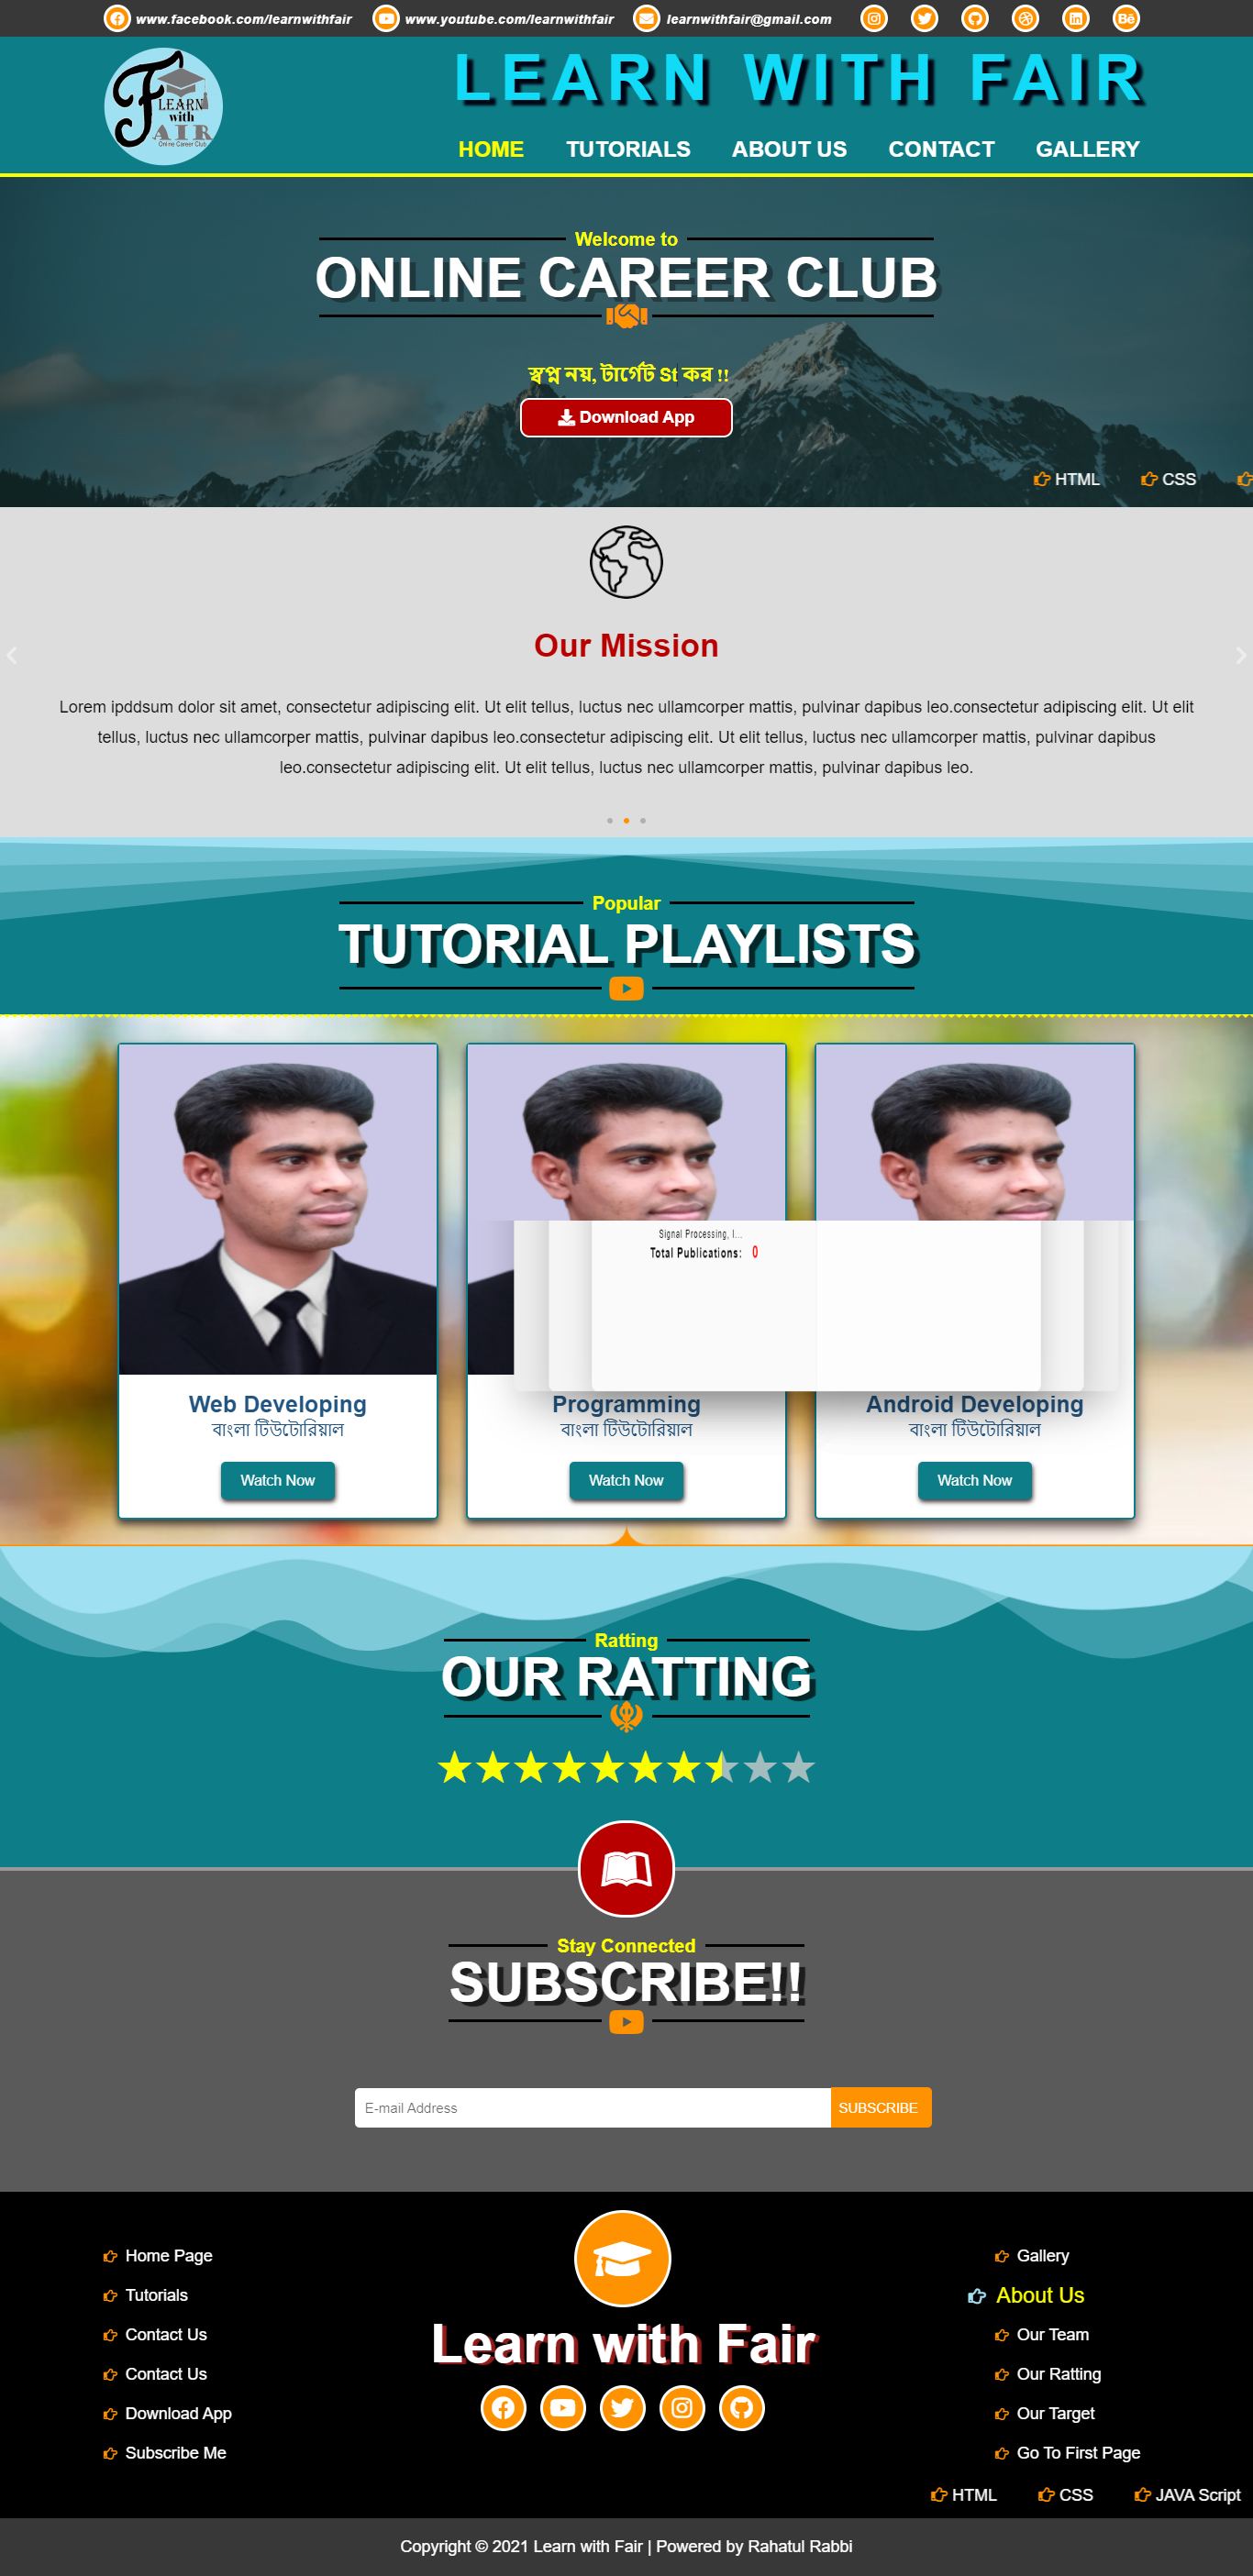 www.facebook.com/learnwithfair
www.youtube.com/learnwithfair
learnwithfair@gmail.com
LEARN
with
FAIR
Online Career Club
LEARN WITH FAIR
HOME
TUTORIALS
ABOUT US
CONTACT
GALLERY
Welcome to
ONLINE CAREER CLUB
স্বপ্ন নয়, টার্গেট St কর !!
Download App
HTML
CSS
Our Mission
Lorem ipddsum dolor sit amet, consectetur adipiscing elit. Ut elit tellus, luctus nec ullamcorper mattis, pulvinar dapibus leo.consectetur adipiscing elit. Ut elit
tellus, luctus nec ullamcorper mattis, pulvinar dapibus leo.consectetur adipiscing elit. Ut elit tellus, luctus nec ullamcorper mattis, pulvinar dapibus
leo.consectetur adipiscing elit. Ut elit tellus, luctus nec ullamcorper mattis, pulvinar dapibus leo.
Popular
TUTORIAL PLAYLISTS
Signal Processing, I...
Total Publications: 0
Web Developing
বাংলা টিউটোরিয়াল
Watch Now
Programming
বাংলা টিউটোরিয়াল
Watch Now
Android Developing
বাংলা টিউটোরিয়াল
Watch Now
Ratting
OUR RATTING
Stay Connected
SUBSCRIBE!!
E-mail Address
SUBSCRIBE
Home Page
Tutorials
Contact Us
Contact Us
Download App
Subscribe Me
Learn with Fair
Gallery
About Us
Our Team
Our Ratting
Our Target
Go To First Page
HTML
CSS
JAVA Script
Copyright © 2021 Learn with Fair | Powered by Rahatul Rabbi